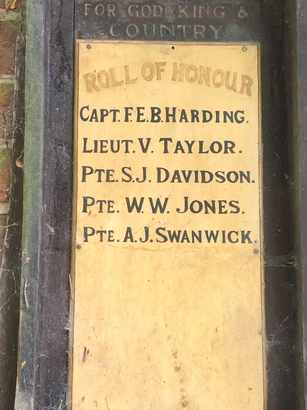 FOR GOD KING &
COUNTRY
ROLL OF HONOUR
CAPT. F.E.B. HARDING.
LIEUT. V. TAYLOR.
PTE. S.J. DAVIDSON.
PTE. W.W. JONES.
PTE. A.J. SWANWICK.